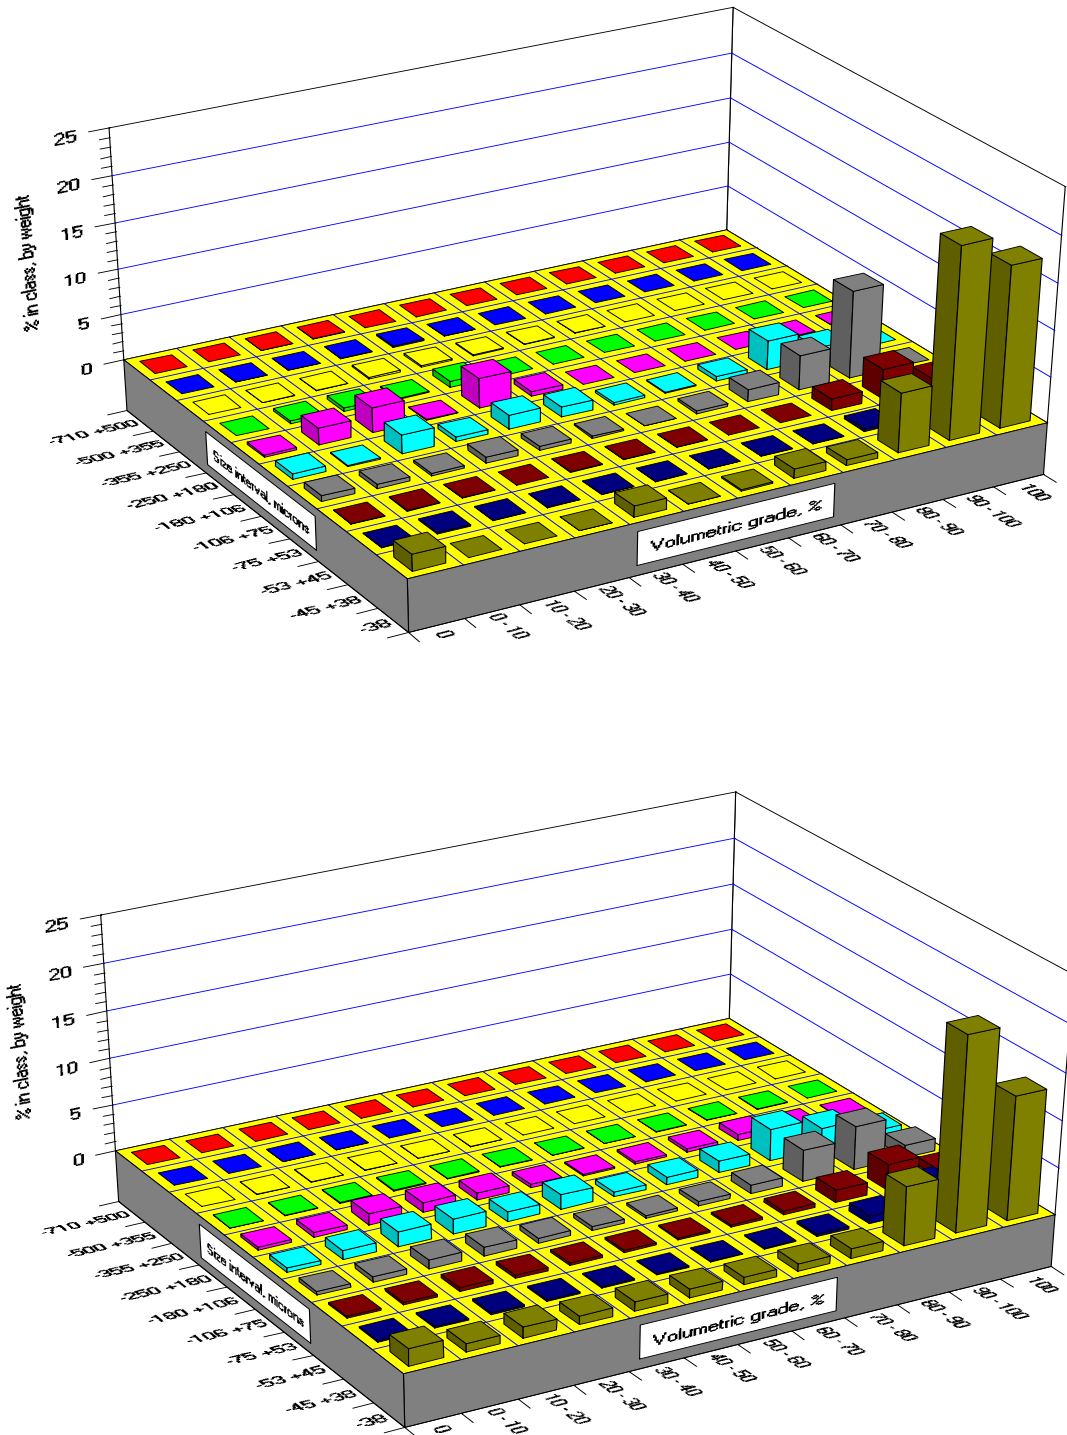 25
20
15
10
5
0
% in class, by weight
-710 +500
-500 +355
-355 +250
-250 +180
-180 +106
-106 +75
-75 +53
-53 +45
-45 +38
-38
Size interval, microns
Volumetric grade, %
0
0 - 10
10 - 20
20 - 30
30 - 40
40 - 50
50 - 60
60 - 70
70 - 80
80 - 90
90 - 100
100
25
20
15
10
5
0
% in class, by weight
-710 +500
-500 +355
-355 +250
-250 +180
-180 +106
-106 +75
-75 +53
-53 +45
-45 +38
-38
Size interval, microns
Volumetric grade, %
0
0 - 10
10 - 20
20 - 30
30 - 40
40 - 50
50 - 60
60 - 70
70 - 80
80 - 90
90 - 100
100